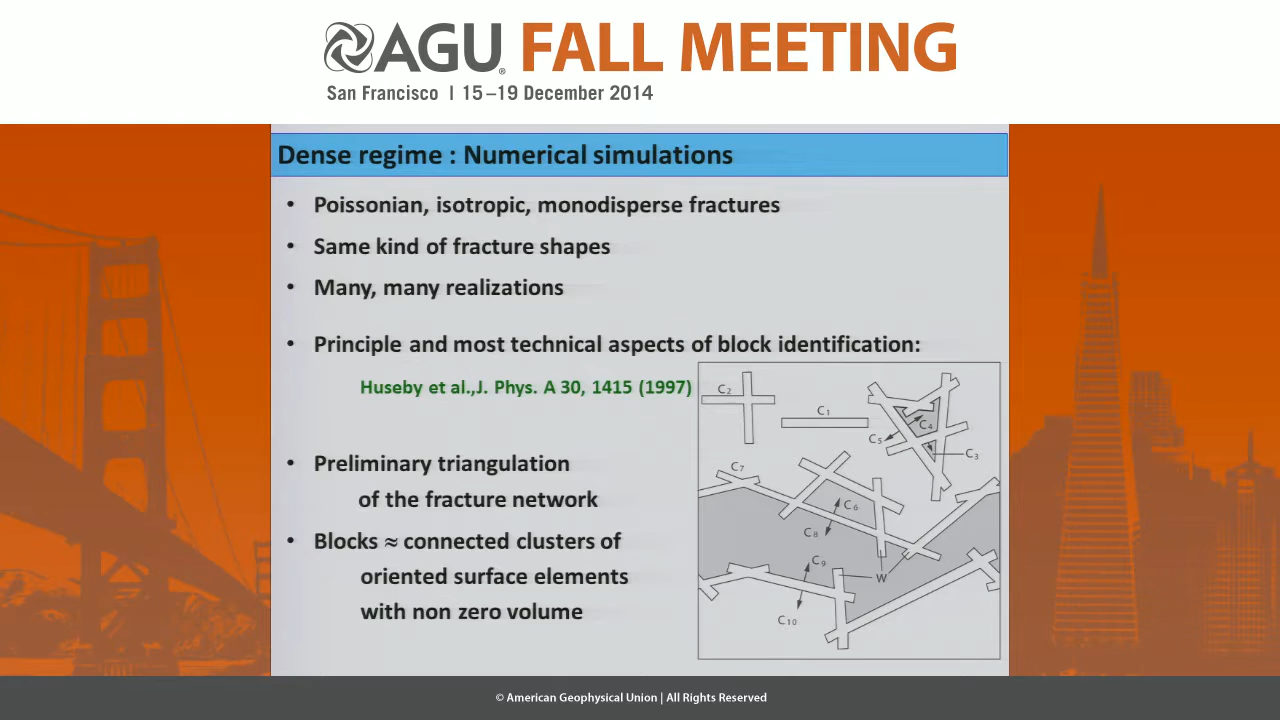 AGU FALL MEETING
San Francisco | 15–19 December 2014
Dense regime : Numerical simulations
• Poissonian, isotropic, monodisperse fractures
• Same kind of fracture shapes
• Many, many realizations
• Principle and most technical aspects of block identification:
Huseby et al.,J. Phys. A 30, 1415 (1997)
• Preliminary triangulation
of the fracture network
• Blocks ≈ connected clusters of
oriented surface elements
with non zero volume
C2
C1
C4
C5
C3
C7
C6
C8
C9
W
C10
© American Geophysical Union | All Rights Reserved